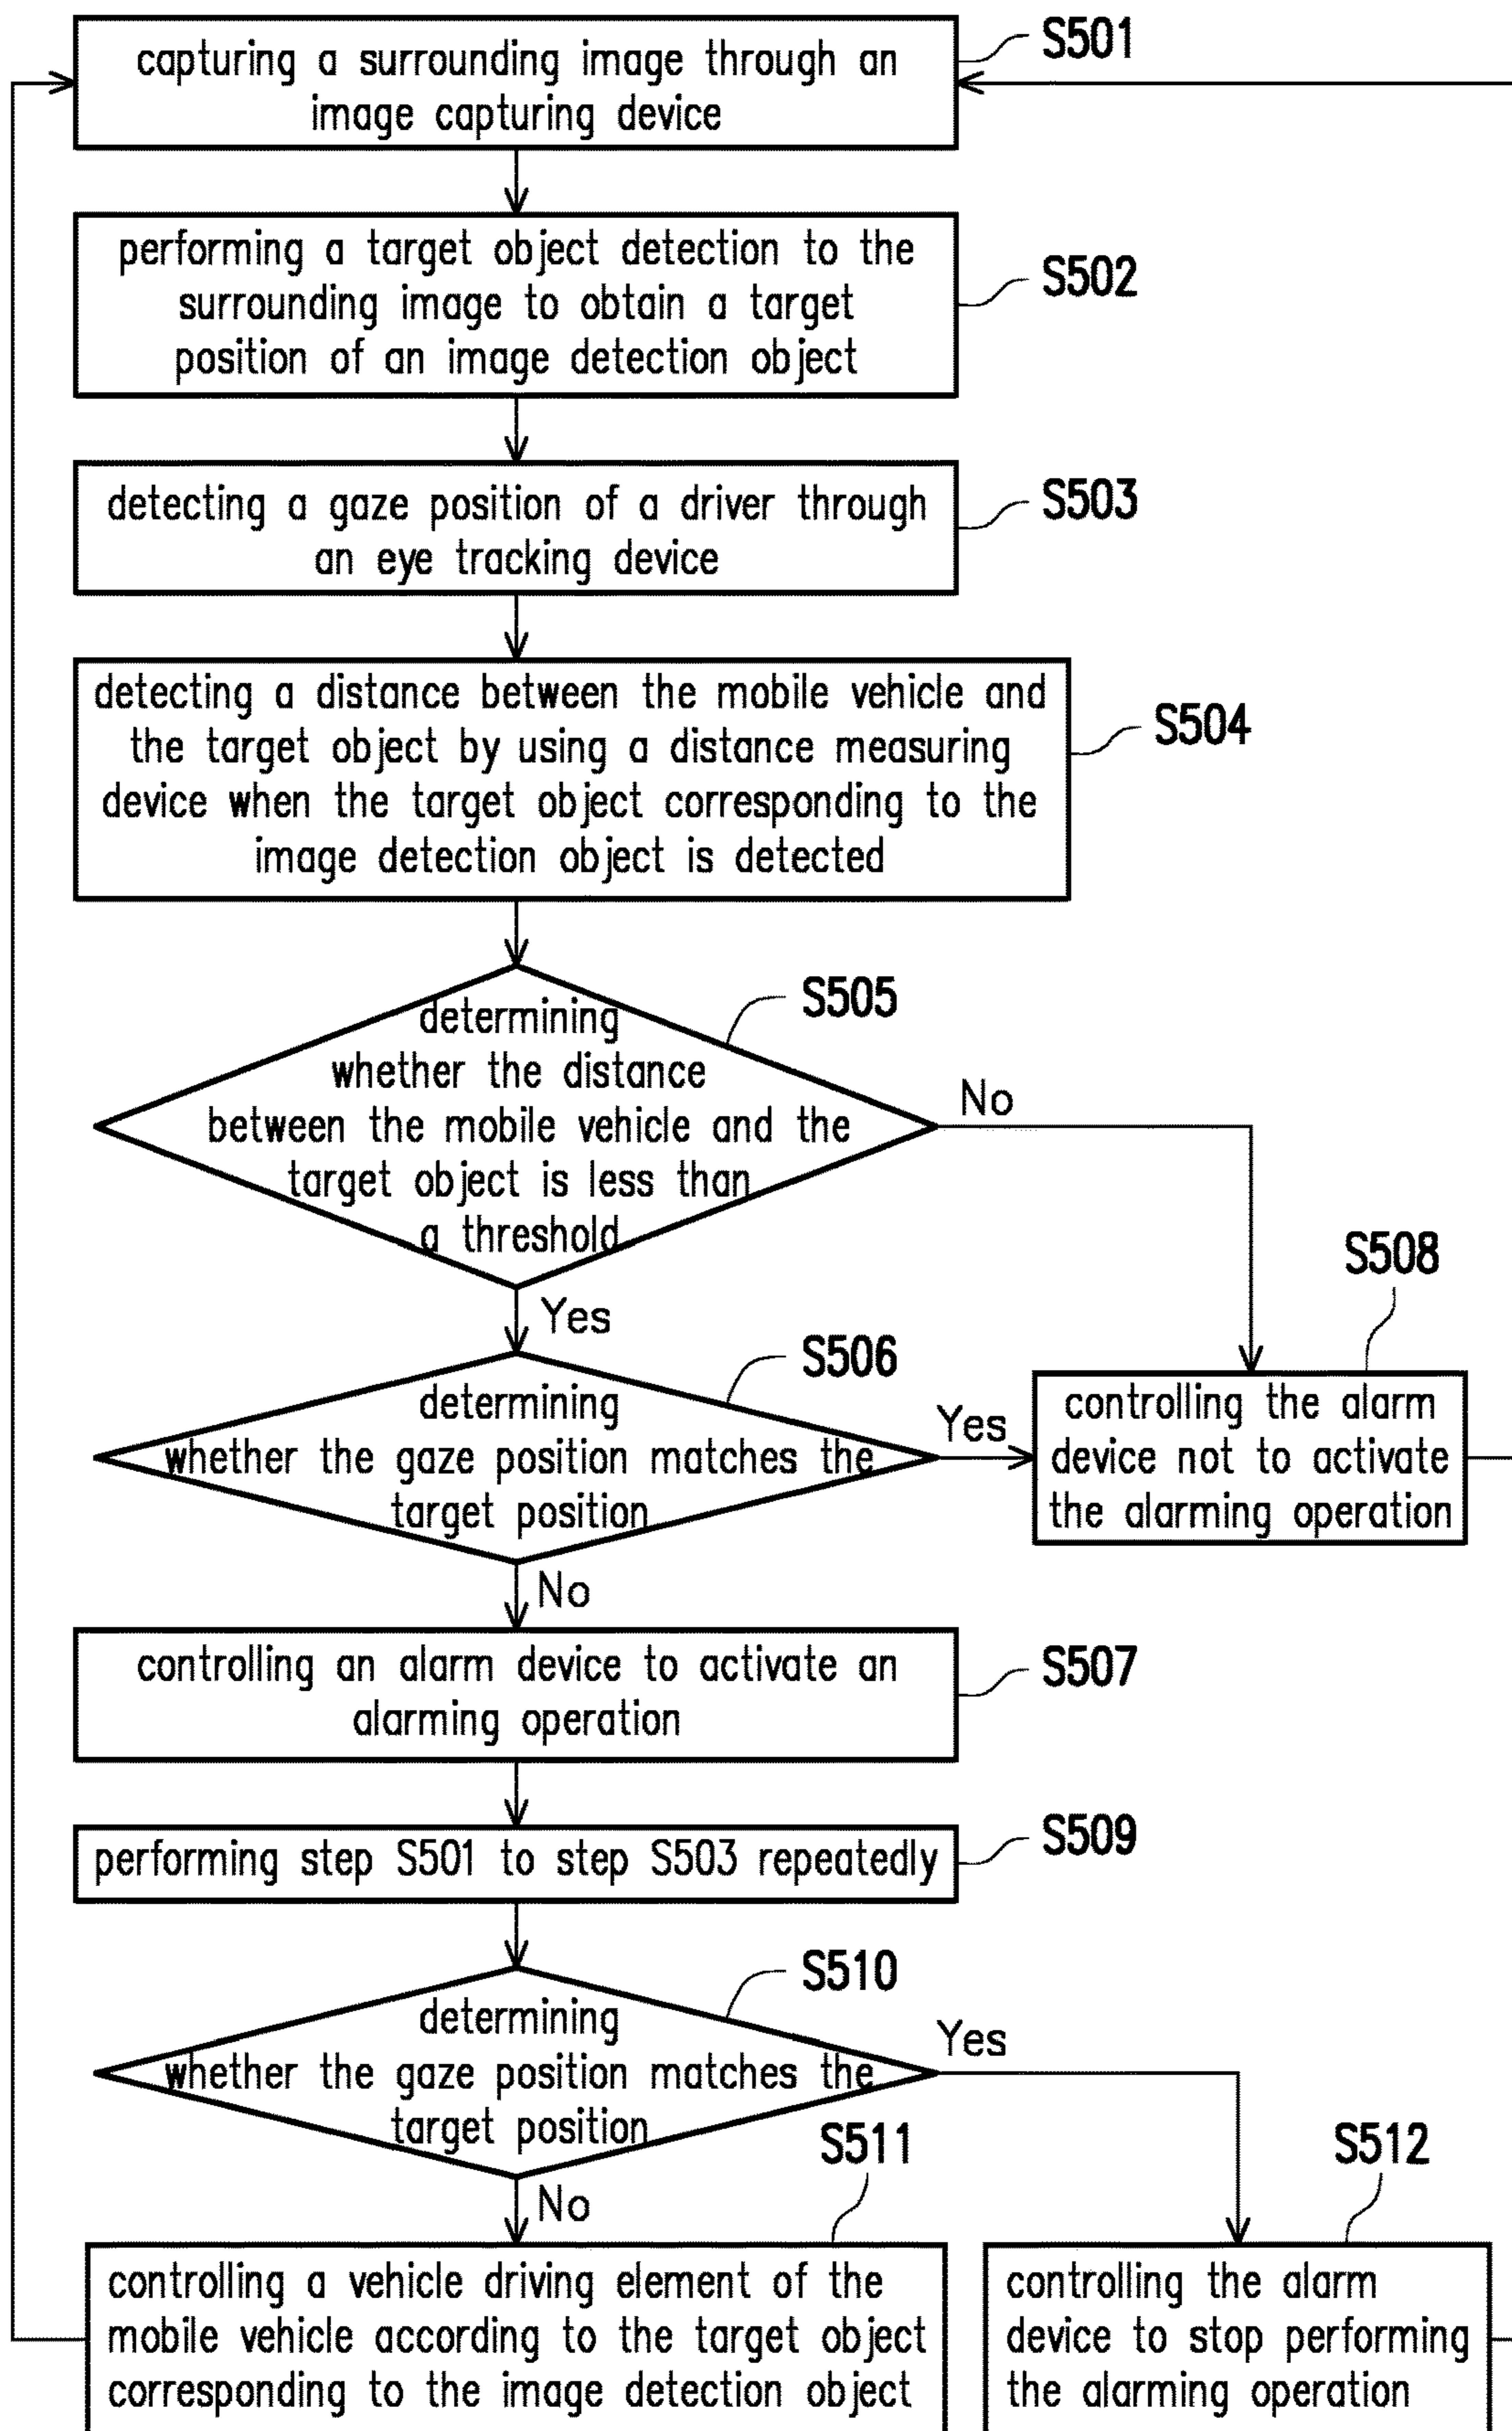 capturing a surrounding image through an
image capturing device
S501
performing a target object detection to the
surrounding image to obtain a target
position of an image detection object
S502
detecting a gaze position of a driver through
an eye tracking device
S503
detecting a distance between the mobile vehicle and
the target object by using a distance measuring
device when the target object corresponding to the
image detection object is detected
S504
determining
whether the distance
between the mobile vehicle and the
target object is less than
a threshold
S505
No
Yes
determining
whether the gaze position matches the
target position
S506
Yes
No
S508
controlling the alarm
device not to activate
the alarming operation
controlling an alarm device to activate an
alarming operation
S507
performing step S501 to step S503 repeatedly
S509
determining
whether the gaze position matches the
target position
S510
Yes
No
S511
controlling a vehicle driving element of the
mobile vehicle according to the target object
corresponding to the image detection object
S512
controlling the alarm
device to stop performing
the alarming operation